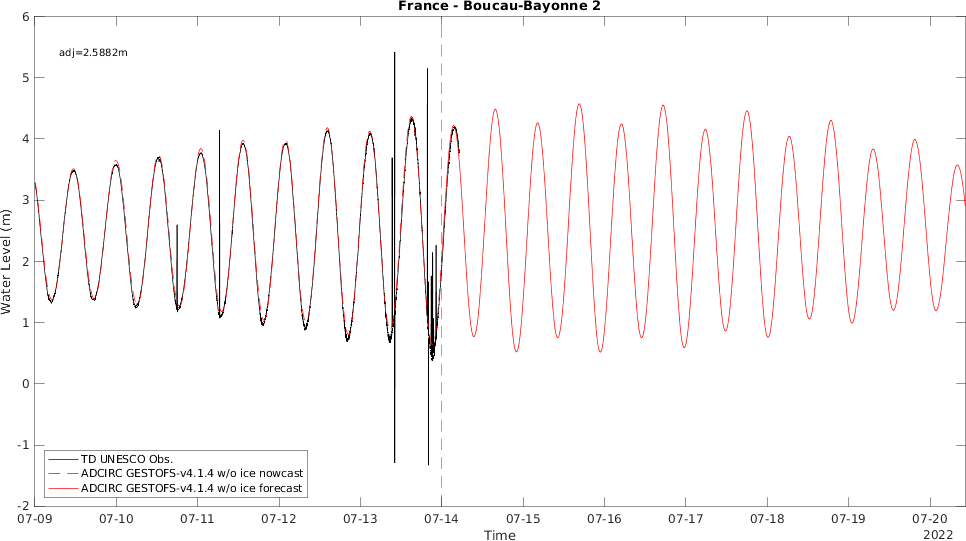 France - Boucau-Bayonne 2
adj=2.5882m
6
5
4
3
2
1
0
-1
-2
Water Level (m)
TD UNESCO Obs.
ADCIRC GESTOFS-v4.1.4 w/o ice nowcast
ADCIRC GESTOFS-v4.1.4 w/o ice forecast
07-09 07-10 07-11 07-12 07-13 07-14 07-15 07-16 07-17 07-18 07-19 07-20
Time
2022